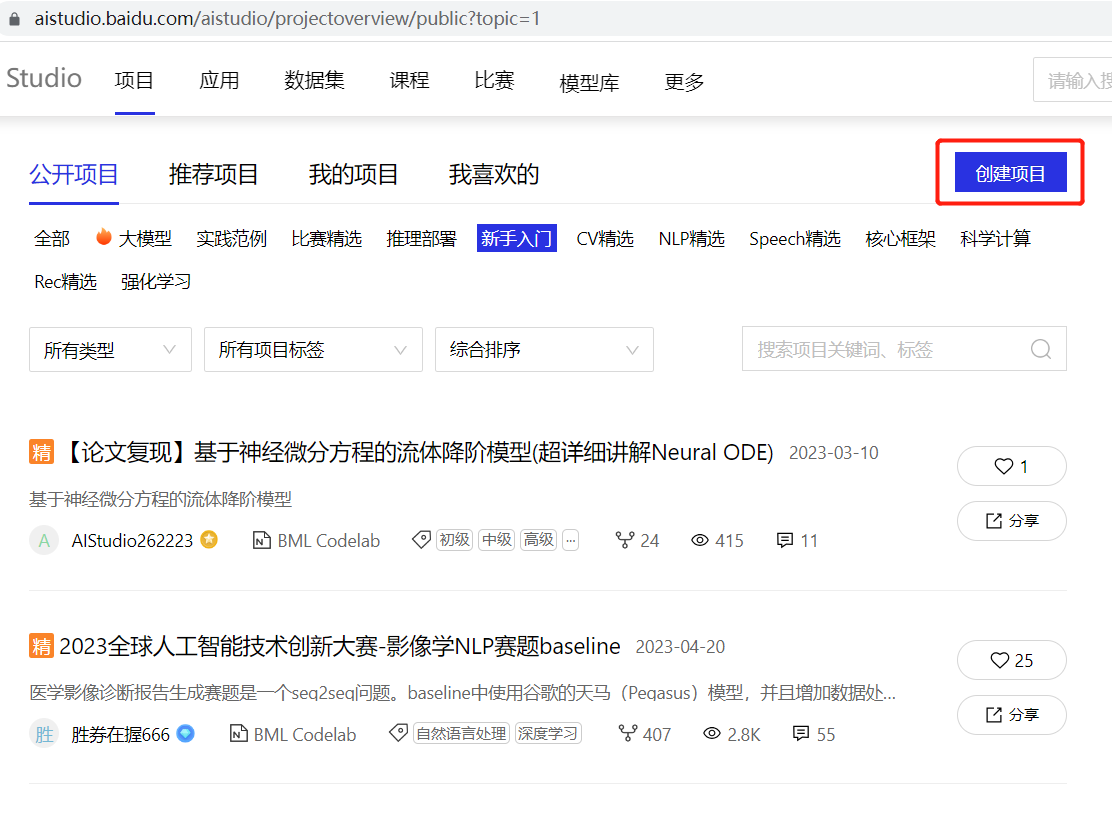 aistudio.baidu.com/aistudio/projectoverview/public?topic=1
Studio 项目 应用 数据集 课程 比赛 模型库 更多 请输入搜
公开项目 推荐项目 我的项目 我喜欢的 创建项目
全部 大模型 实践范例 比赛精选 推理部署 新手入门 CV精选 NLP精选 Speech精选 核心框架 科学计算
Rec精选 强化学习
所有类型 所有项目标签 综合排序 搜索项目关键词、标签
精 【论文复现】基于神经微分方程的流体降阶模型(超详细讲解Neural ODE) 2023-03-10
1
基于神经微分方程的流体降阶模型
分享
A AIStudio262223 BML Codelab 初级 中级 高级 ... 24 415 11
精 2023全球人工智能技术创新大赛-影像学NLP赛题baseline 2023-04-20
25
医学影像诊断报告生成赛题是一个seq2seq问题。baseline中使用谷歌的天马（Pegasus）模型，并且增加数据处...
分享
胜 胜券在握666 BML Codelab 自然语言处理 深度学习 407 2.8K 55